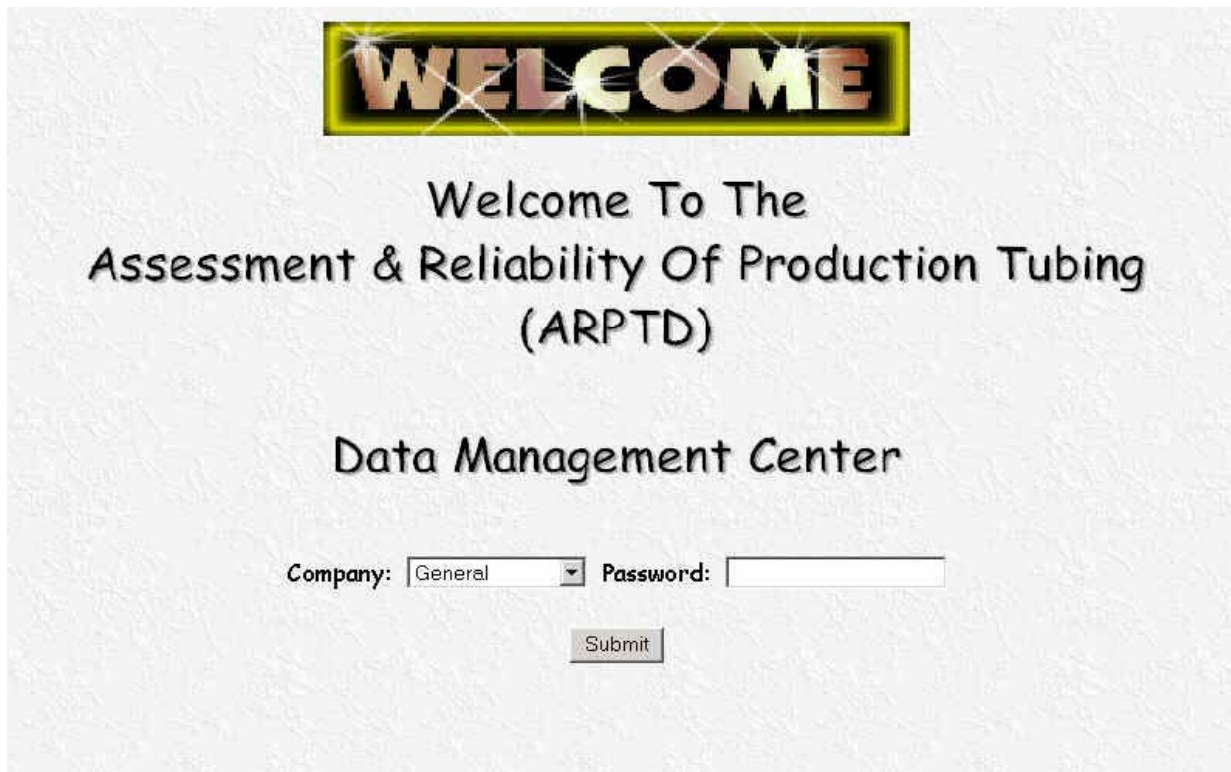 WELCOME
Welcome To The
Assessment & Reliability Of Production Tubing
(ARPTD)
Data Management Center
Company: General Password:
Submit